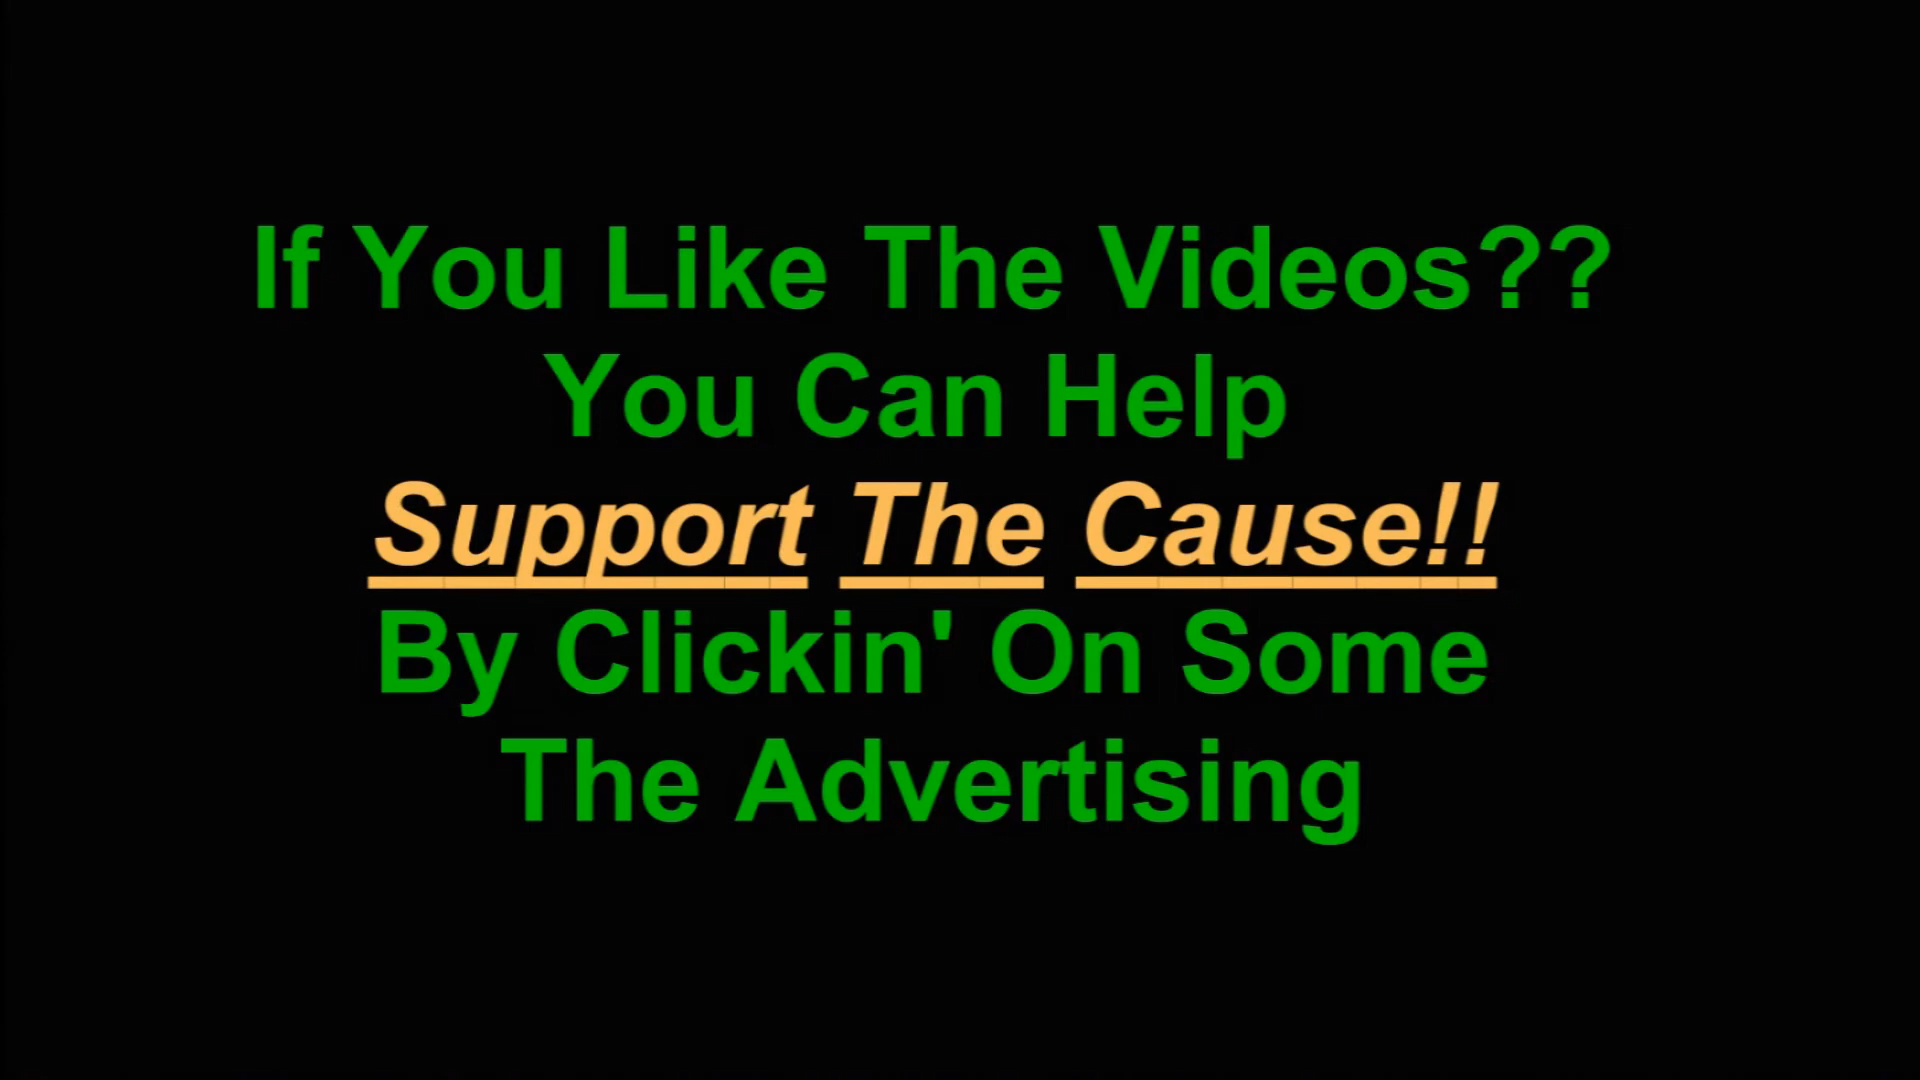 If You Like The Videos??
You Can Help
Support The Cause!!
By Clickin' On Some
The Advertising